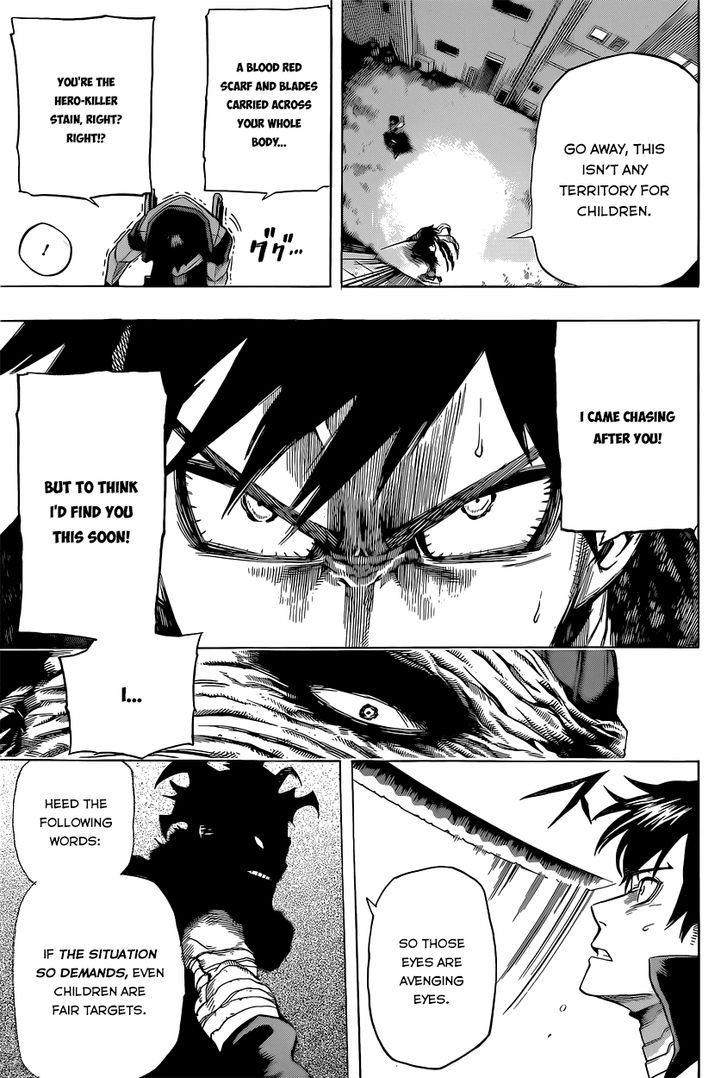 GO AWAY, THIS
ISN'T ANY
TERRITORY FOR
CHILDREN.
A BLOOD RED
SCARF AND BLADES
CARRIED ACROSS
YOUR WHOLE
BODY...
YOU'RE THE
HERO-KILLER
STAIN, RIGHT?
RIGHT!?
ググ...
!
I CAME CHASING
AFTER YOU!
BUT TO THINK
I'D FIND YOU
THIS SOON!
I...
SO THOSE
EYES ARE
AVENGING
EYES.
HEED THE
FOLLOWING
WORDS:
IF THE SITUATION
SO DEMANDS, EVEN
CHILDREN ARE
FAIR TARGETS.